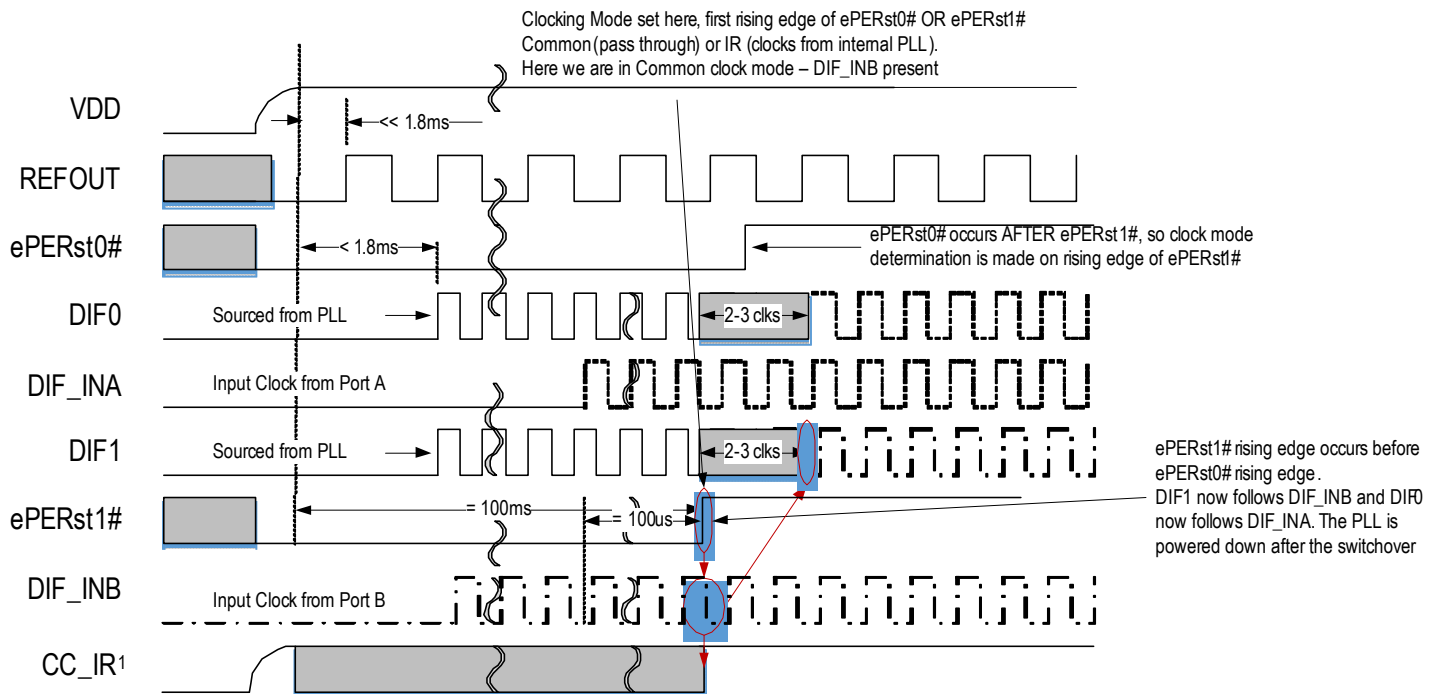 Clocking Mode set here, first rising edge of ePERst0# OR ePERst1#
Common (pass through) or IR (clocks from internal PLL).
Here we are in Common clock mode – DIF_INB present
VDD
<< 1.8ms
REFOUT
ePERst0#
< 1.8ms
ePERst0# occurs AFTER ePERst1#, so clock mode
determination is made on rising edge of ePERst1#
DIF0
Sourced from PLL
2-3 clks
DIF_INA
Input Clock from Port A
DIF1
Sourced from PLL
2-3 clks
ePERst1# rising edge occurs before
ePERst0# rising edge.
DIF1 now follows DIF_INB and DIF0
now follows DIF_INA. The PLL is
powered down after the switchover
ePERst1#
= 100ms
= 100us
DIF_INB
Input Clock from Port B
CC_IR1